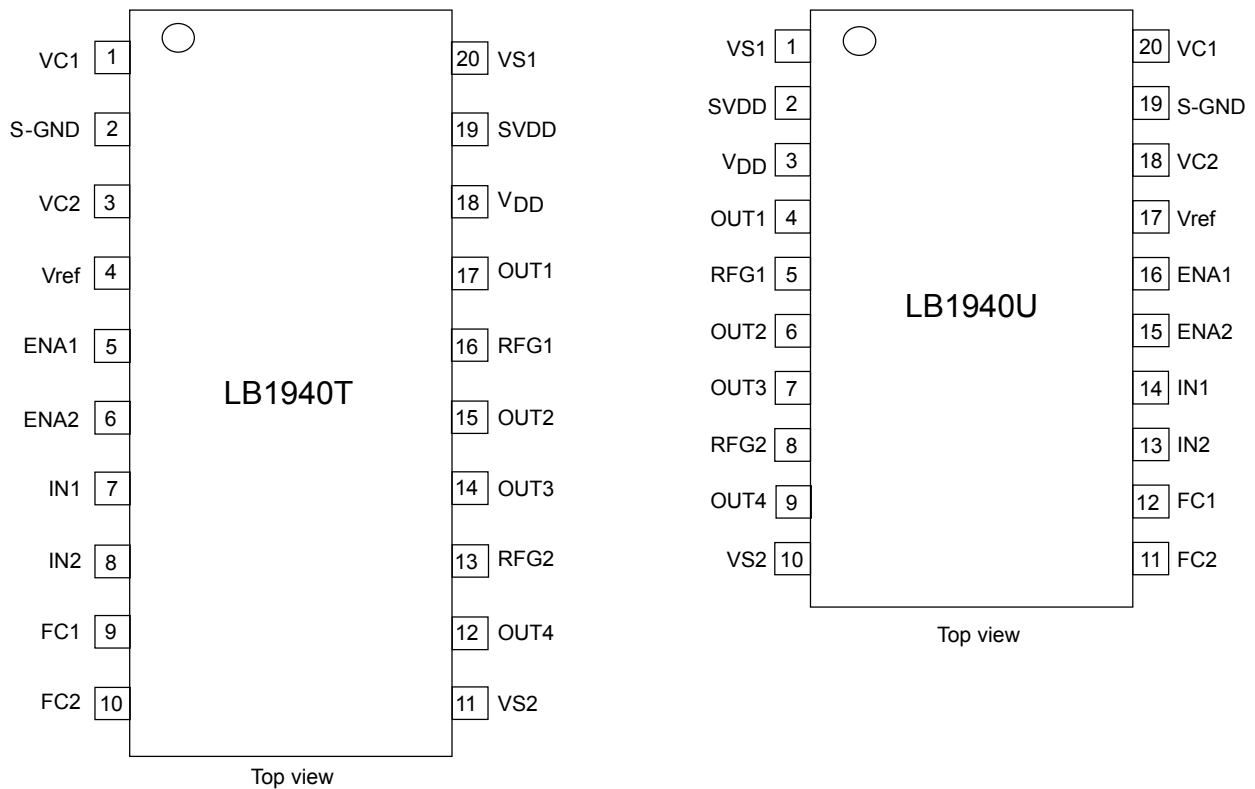 VC1 1 20 VS1
S-GND 2 19 SVDD
VC2 3 18 VDD
Vref 4 17 OUT1
ENA1 5 16 RFG1
ENA2 6 15 OUT2
IN1 7 14 OUT3
IN2 8 13 RFG2
FC1 9 12 OUT4
FC2 10 11 VS2
LB1940T
Top view
VS1 1 20 VC1
SVDD 2 19 S-GND
VDD 3 18 VC2
OUT1 4 17 Vref
RFG1 5 16 ENA1
OUT2 6 15 ENA2
OUT3 7 14 IN1
RFG2 8 13 IN2
OUT4 9 12 FC1
VS2 10 11 FC2
LB1940U
Top view